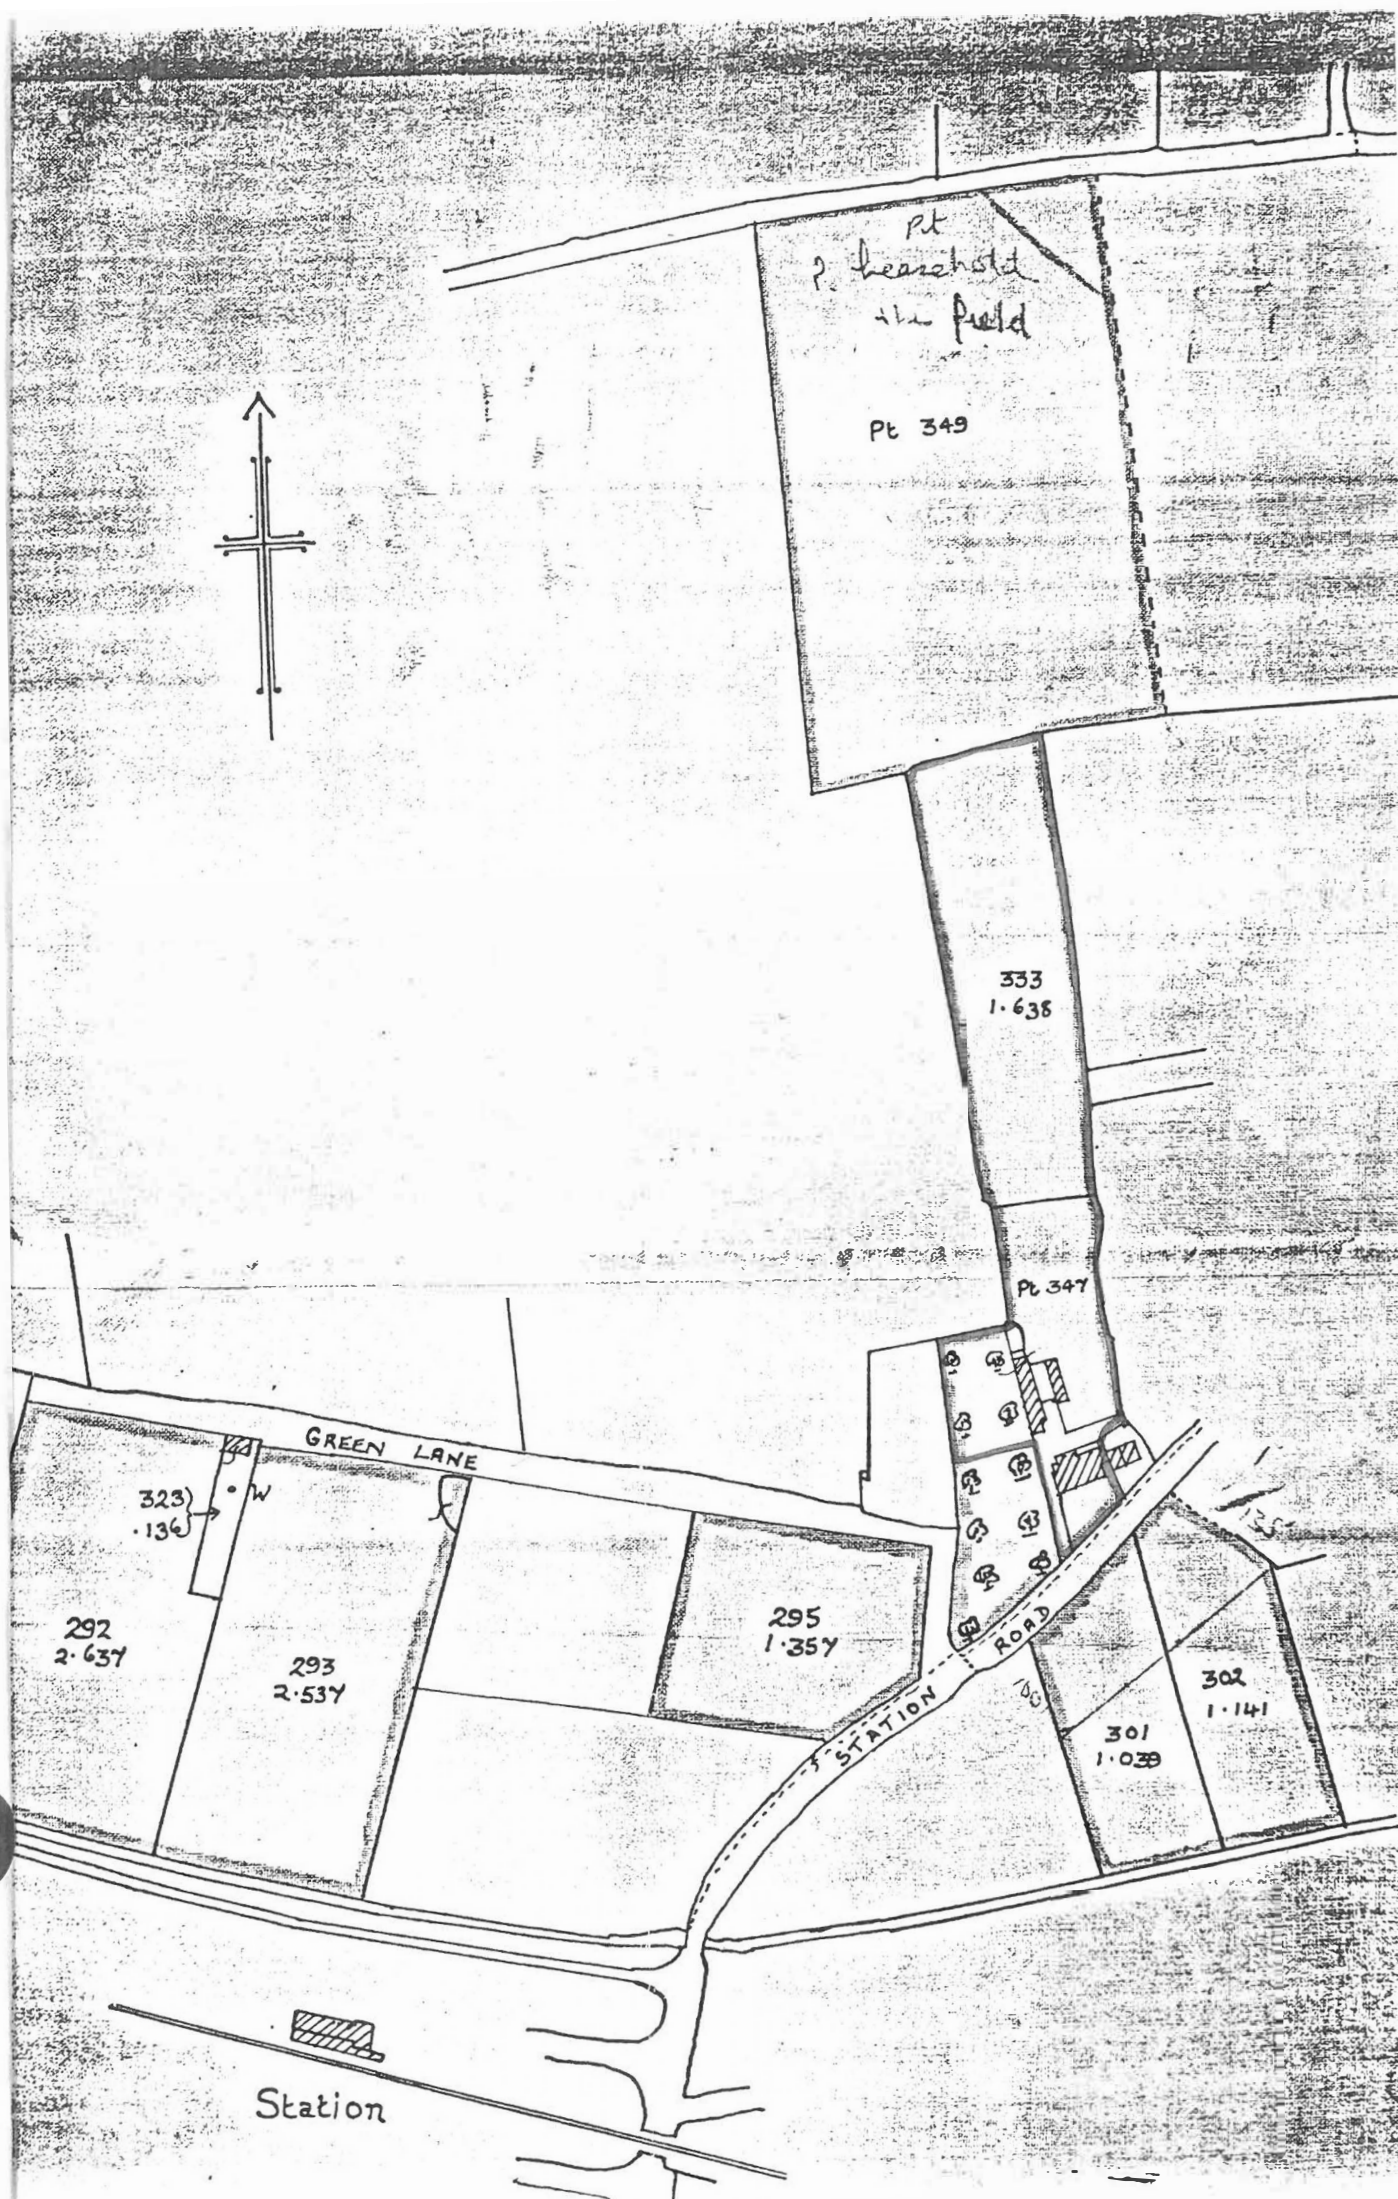 Pt
? leasehold
the field
Pt 349
333
1.638
Pt 347
GREEN LANE
323
.136
W
292
2.637
293
2.537
295
1.357
STATION ROAD
135
302
1.141
301
1.039
Station